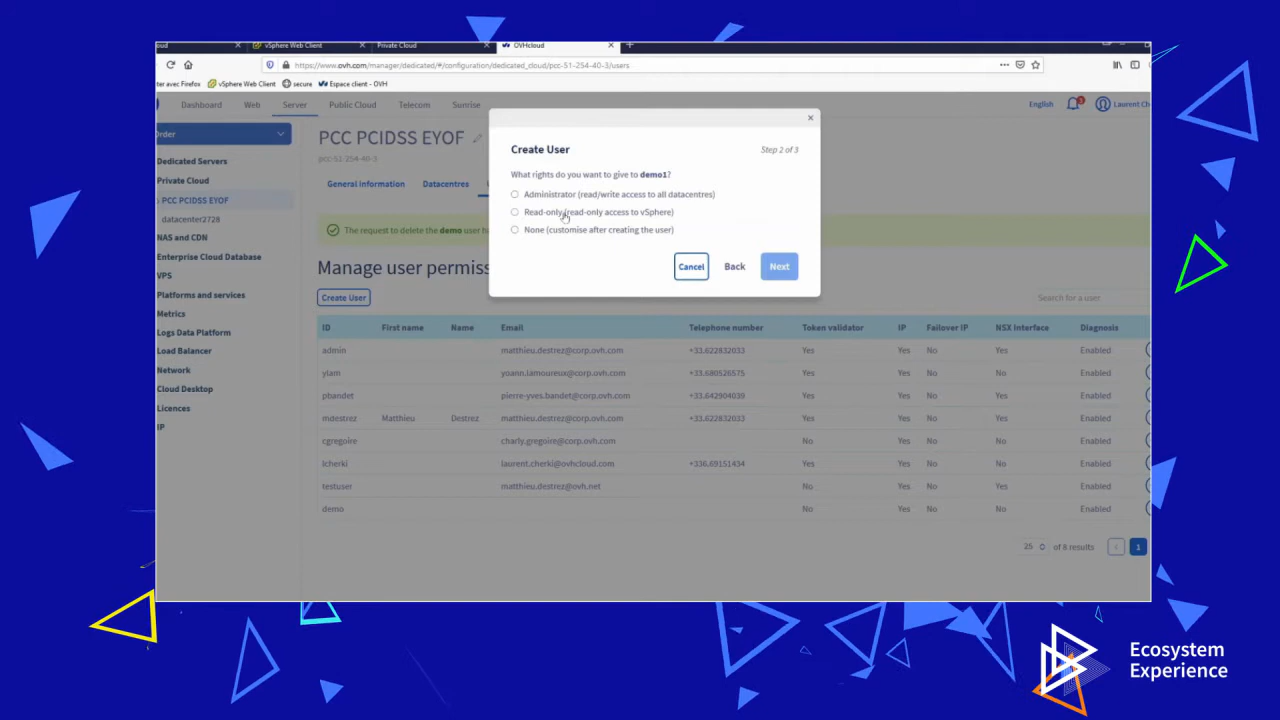 oud
vSphere Web Client
Private Cloud
OVHcloud
https://www.ovh.com/manager/dedicated/#/configuration/dedicated_cloud/pcc-51-254-40-3/users
ter avec Firefox
vSphere Web Client
secure
Espace client - OVH
Dashboard
Web
Server
Public Cloud
Telecom
Sunrise
English
Laurent Ch
Order
PCC PCIDSS EYOF
pcc-51-254-40-3
Dedicated Servers
Private Cloud
PCC PCIDSS EYOF
datacenter2728
NAS and CDN
Enterprise Cloud Database
VPS
Platforms and services
Metrics
Logs Data Platform
Load Balancer
Network
Cloud Desktop
Licences
IP
General Information
Datacentres
The request to delete the demo user ha
Manage user permis
Create User
Step 2 of 3
What rights do you want to give to demo1?
Administrator (read/write access to all datacentres)
Read-only (read-only access to vSphere)
None (customise after creating the user)
Cancel
Back
Next
Create User
Search for a user
ID First name Name Email Telephone number Token validator IP Failover IP NSX Interface Diagnosis
admin matthieu.destrez@corp.ovh.com +33.622832033 Yes Yes No Yes Enabled
ylam yoann.lamoureux@corp.ovh.com +33.680526575 Yes Yes No No Enabled
pbandet pierre-yves.bandet@corp.ovh.com +33.642904039 Yes Yes No No Enabled
mdestrez Matthieu Destrez matthieu.destrez@corp.ovh.com +33.622832033 Yes Yes No Yes Enabled
cgregoire charly.gregoire@corp.ovh.com No Yes No No Enabled
lcherki laurent.cherki@ovhcloud.com +336.69151434 Yes Yes No No Enabled
testuser matthieu.destrez@ovh.net No Yes No Yes Enabled
demo No Yes No No Enabled
25 of 8 results
1
Ecosystem
Experience